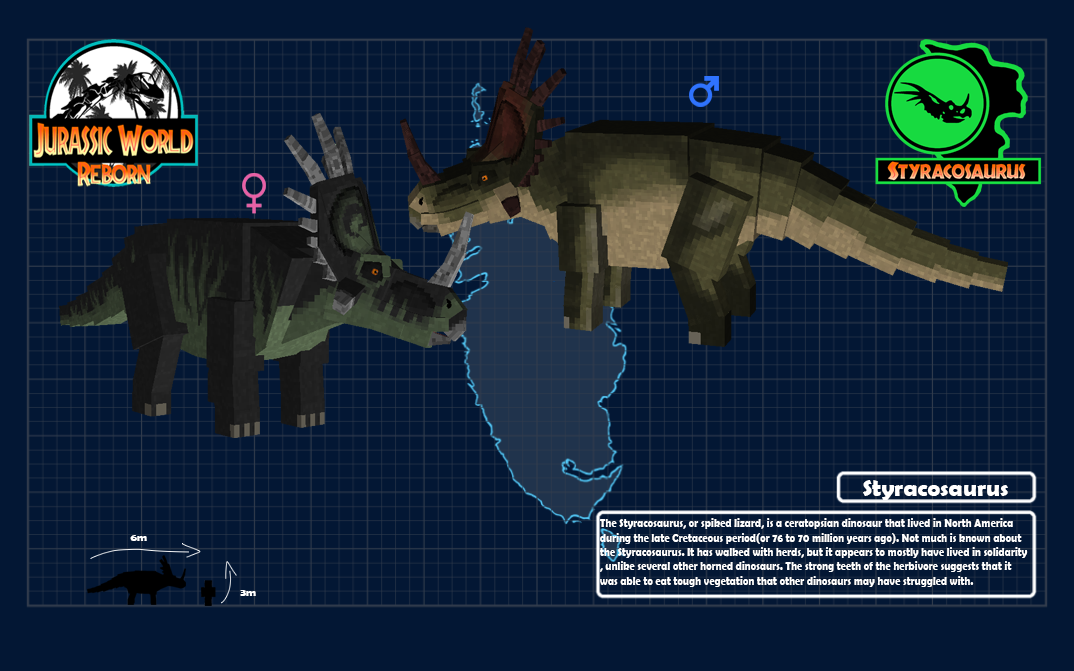 JURASSIC WORLD
REBORN
STYRACOSAURUS
Styracosaurus
The Styracosaurus, or spiked lizard, is a ceratopsian dinosaur that lived in North America
during the late Cretaceous period(or 76 to 70 million years ago). Not much is known about
the Styracosaurus. It has walked with herds, but it appears to mostly have lived in solidarity
, unlike several other horned dinosaurs. The strong teeth of the herbivore suggests that it
was able to eat tough vegetation that other dinosaurs may have struggled with.
6m
3m